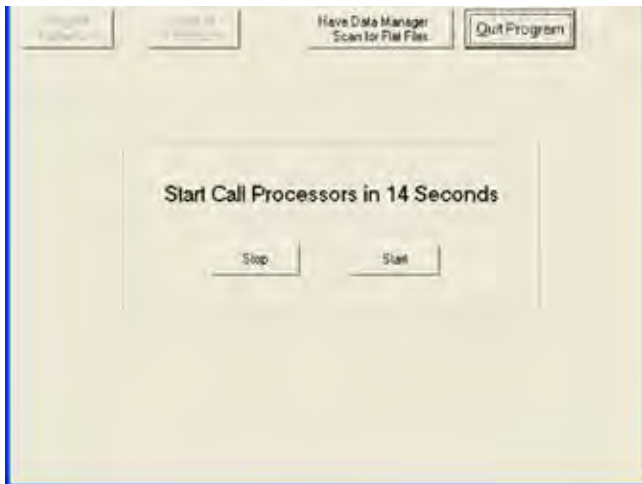 Have Data Manager
Scan for Flat Files
Quit Program
Start Call Processors in 14 Seconds
Stop
Start